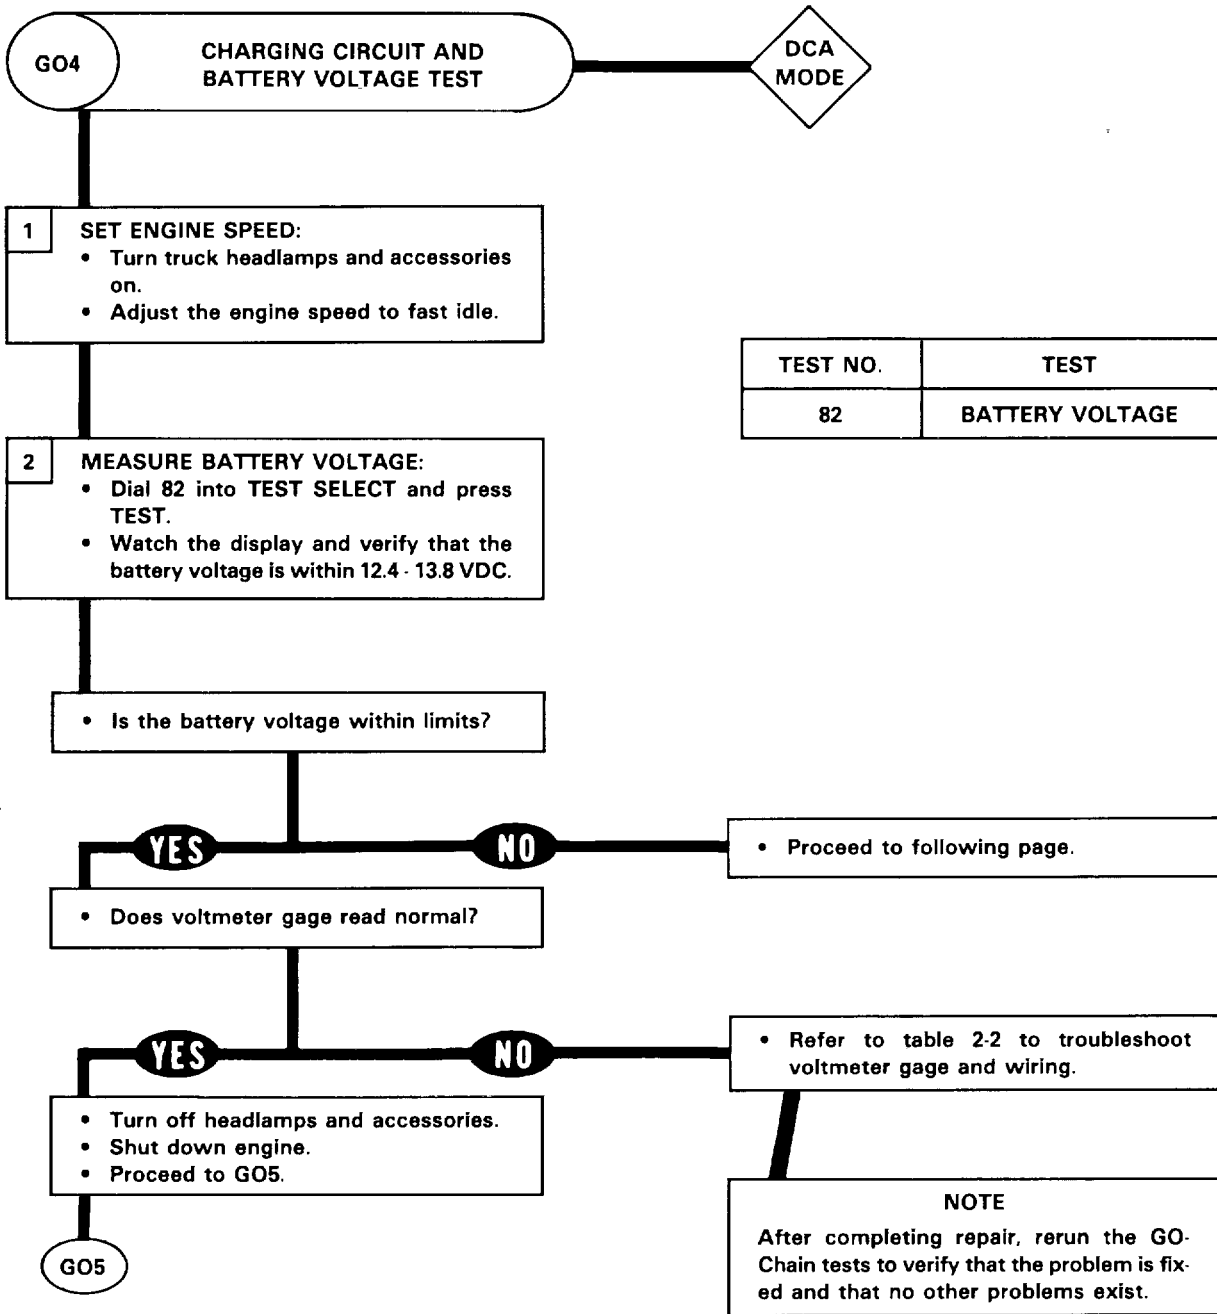 GO4
CHARGING CIRCUIT AND
BATTERY VOLTAGE TEST
DCA
MODE
1
SET ENGINE SPEED:
• Turn truck headlamps and accessories
on.
• Adjust the engine speed to fast idle.
TEST NO.
TEST
82
BATTERY VOLTAGE
2
MEASURE BATTERY VOLTAGE:
• Dial 82 into TEST SELECT and press
TEST.
• Watch the display and verify that the
battery voltage is within 12.4 - 13.8 VDC.
• Is the battery voltage within limits?
YES
NO
• Proceed to following page.
• Does voltmeter gage read normal?
YES
NO
• Refer to table 2-2 to troubleshoot
voltmeter gage and wiring.
• Turn off headlamps and accessories.
• Shut down engine.
• Proceed to GO5.
NOTE
After completing repair, rerun the GO-
Chain tests to verify that the problem is fix-
ed and that no other problems exist.
GO5